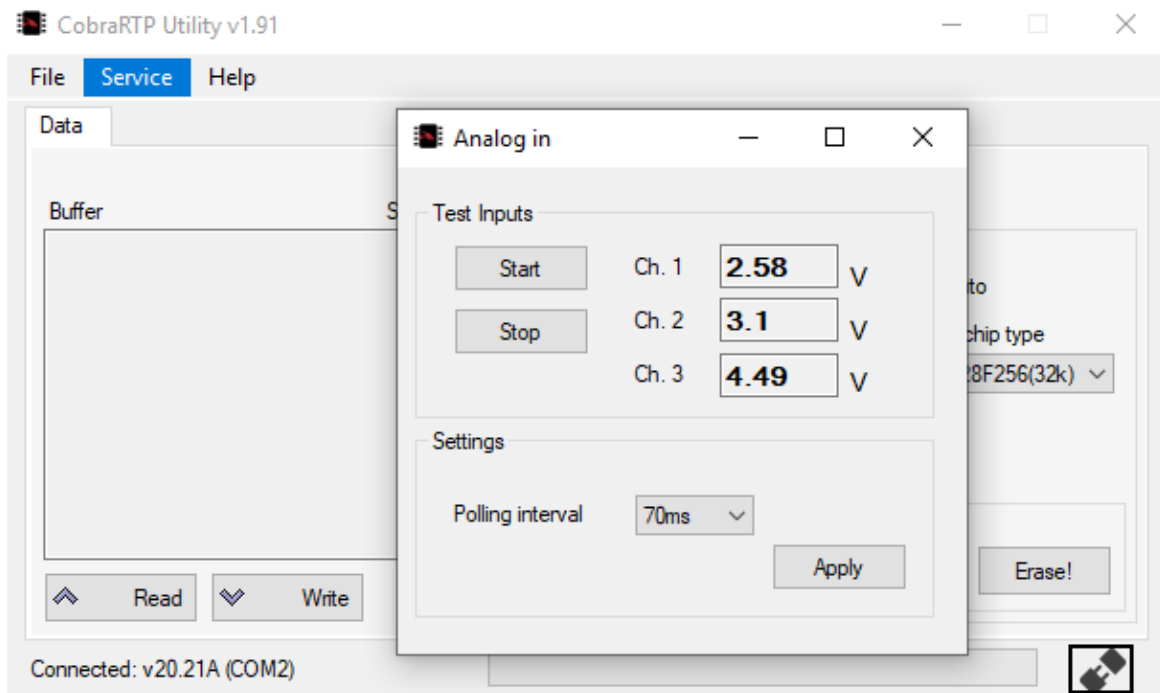 CobraRTP Utility v1.91
File Service Help
Data
Analog in
Buffer
S
Test Inputs
Start
Ch. 1 2.58 V
Stop
Ch. 2 3.1 V
Ch. 3 4.49 V
to
chip type
28F256(32k)
Settings
Polling interval 70ms
Apply
Erase!
Read Write
Connected: v20.21A (COM2)